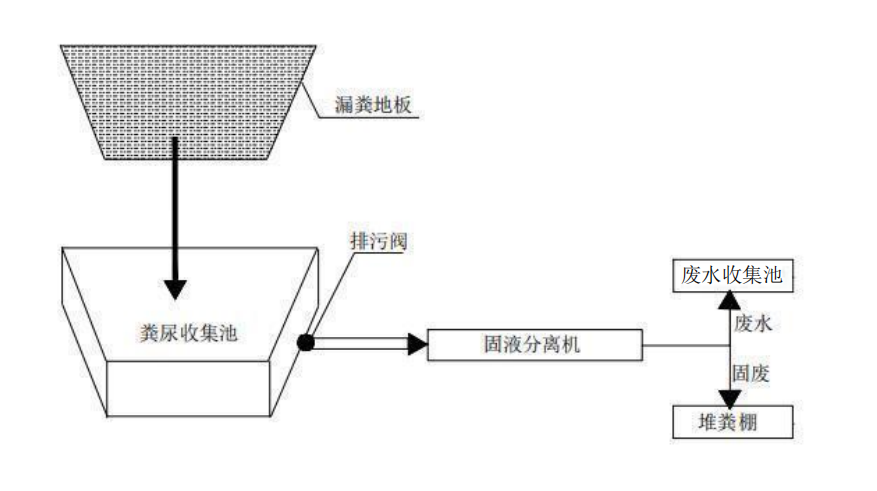 漏粪地板
排污阀
废水收集池
粪尿收集池
废水
固液分离机
固废
堆粪棚